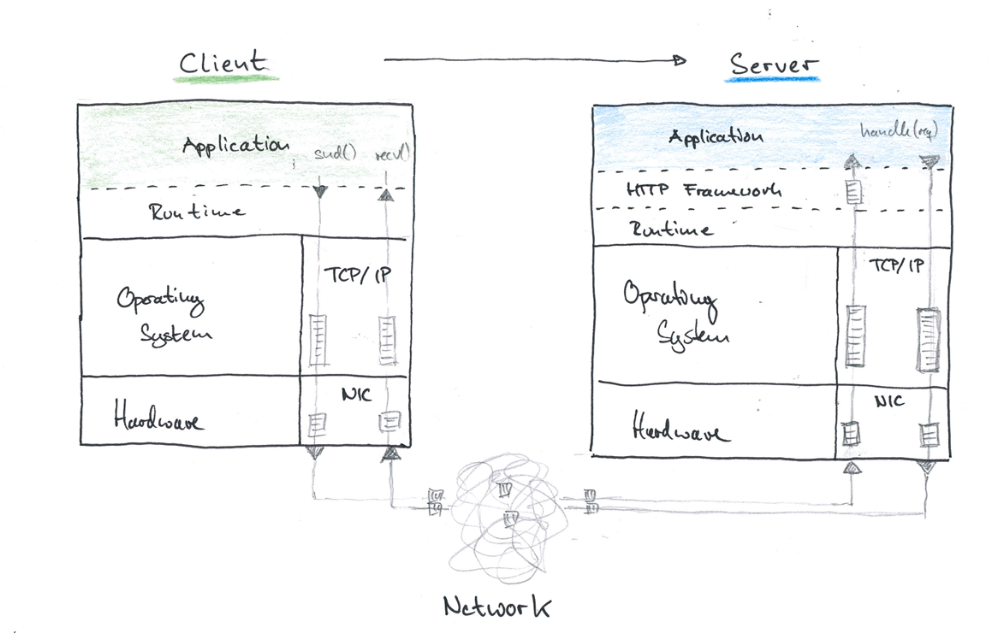 Client
Server
Application
snd()
recv()
Runtime
TCP/IP
Operating
System
NIC
Hardware
Application
handle(req)
HTTP Framework
Runtime
TCP/IP
Operating
System
NIC
Hardware
Network